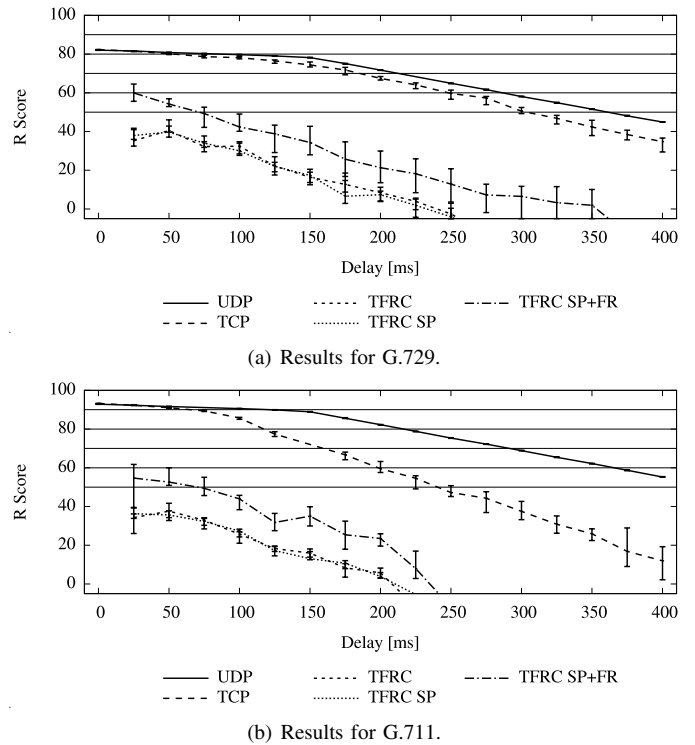 100
80
60
40
20
0
R Score
0 50 100 150 200 250 300 350 400
Delay [ms]
UDP TFRC TFRC SP+FR
TCP TFRC SP
(a) Results for G.729.
100
80
60
40
20
0
R Score
0 50 100 150 200 250 300 350 400
Delay [ms]
UDP TFRC TFRC SP+FR
TCP TFRC SP
(b) Results for G.711.